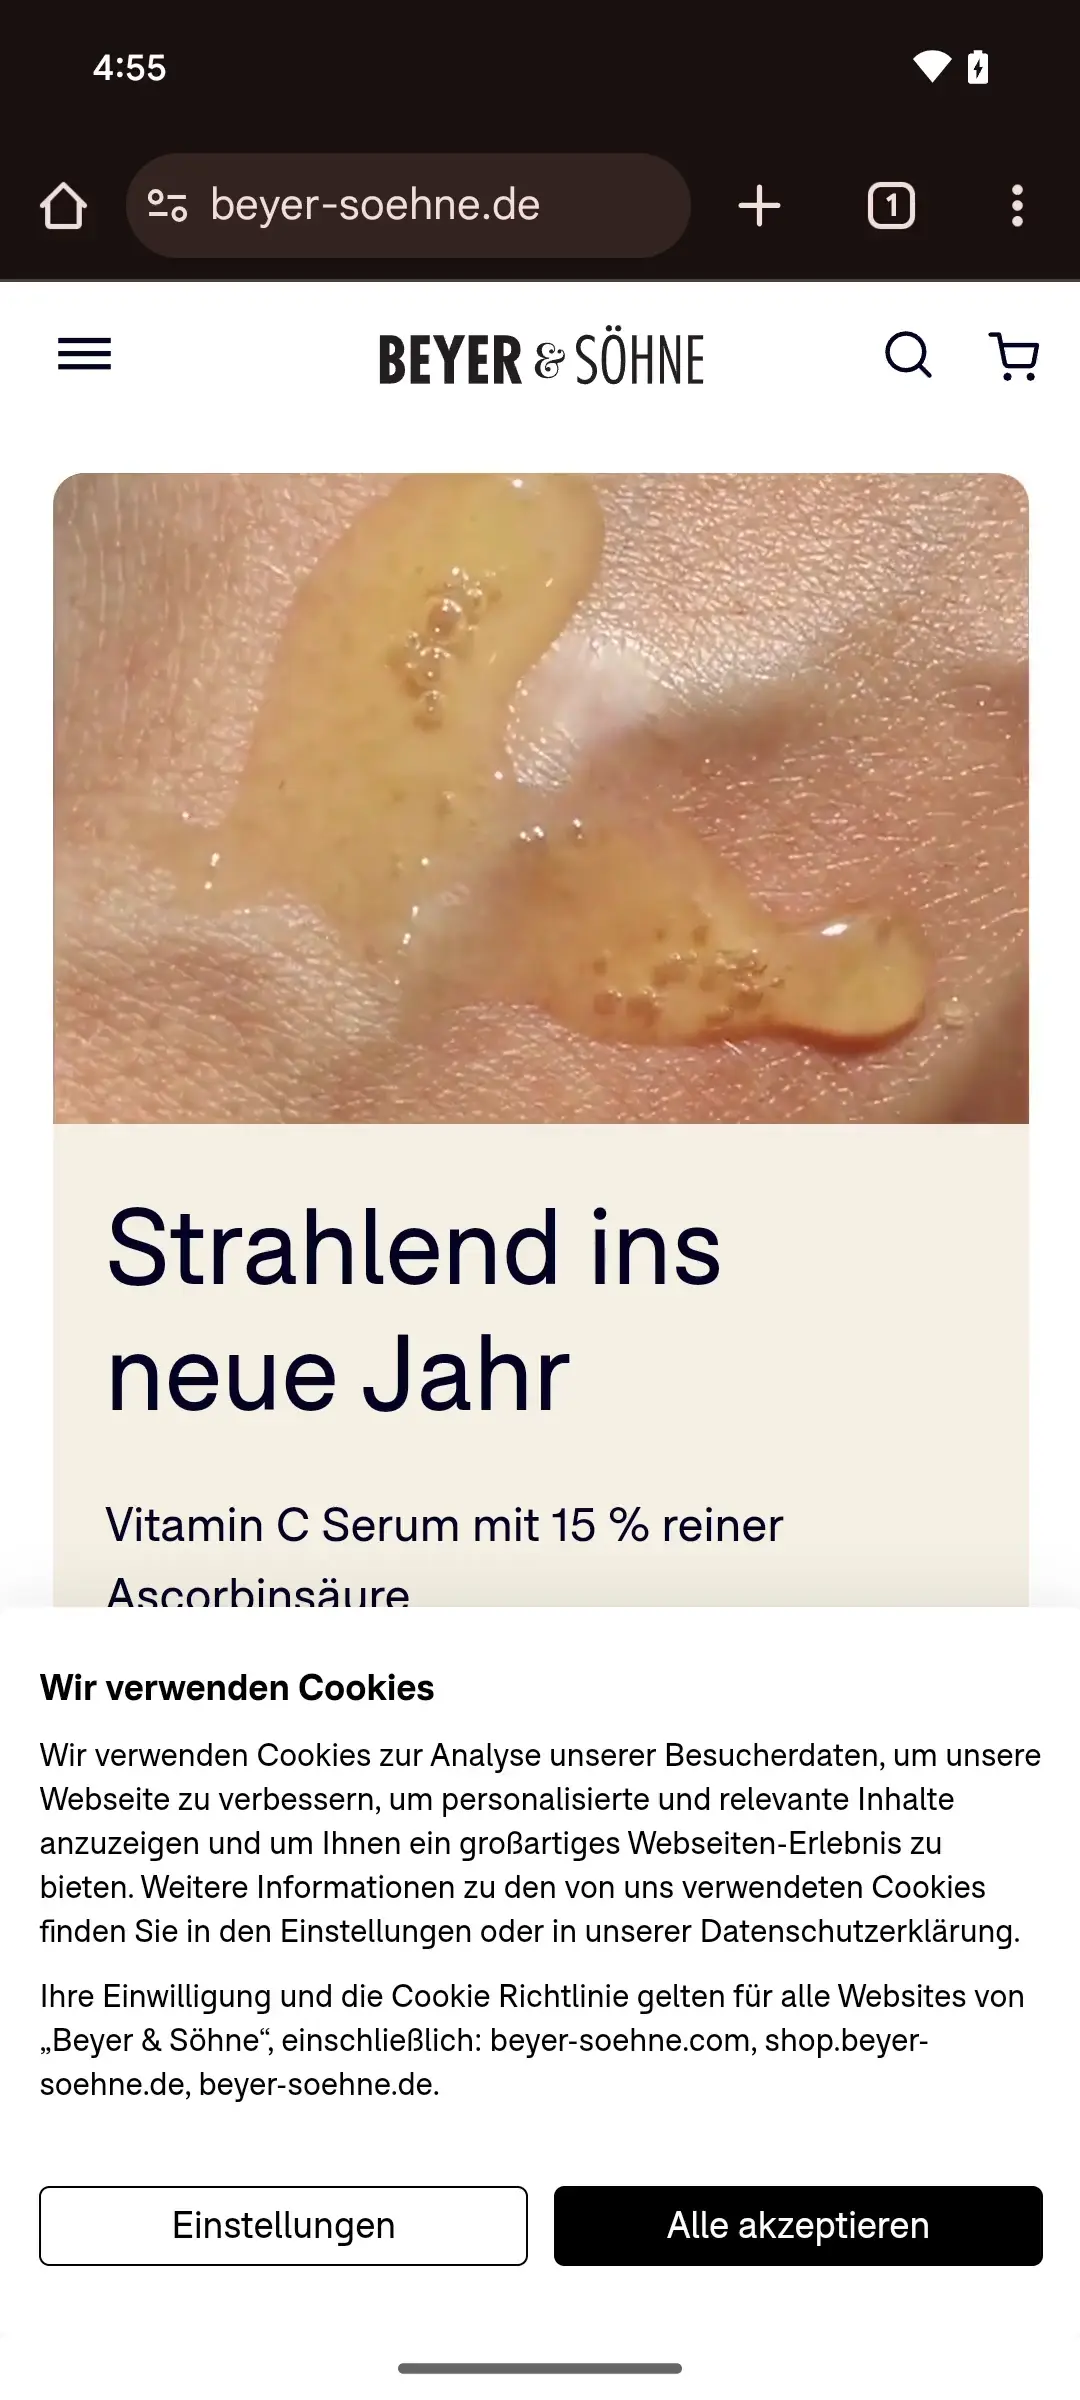 4:55
beyer-soehne.de
1
BEYER & SÖHNE
Strahlend ins
neue Jahr
Vitamin C Serum mit 15 % reiner
Ascorbinsäure
Wir verwenden Cookies
Wir verwenden Cookies zur Analyse unserer Besucherdaten, um unsere
Webseite zu verbessern, um personalisierte und relevante Inhalte
anzuzeigen und um Ihnen ein großartiges Webseiten-Erlebnis zu
bieten. Weitere Informationen zu den von uns verwendeten Cookies
finden Sie in den Einstellungen oder in unserer Datenschutzerklärung.
Ihre Einwilligung und die Cookie Richtlinie gelten für alle Websites von
„Beyer & Söhne“, einschließlich: beyer-soehne.com, shop.beyer-
soehne.de, beyer-soehne.de.
Einstellungen
Alle akzeptieren